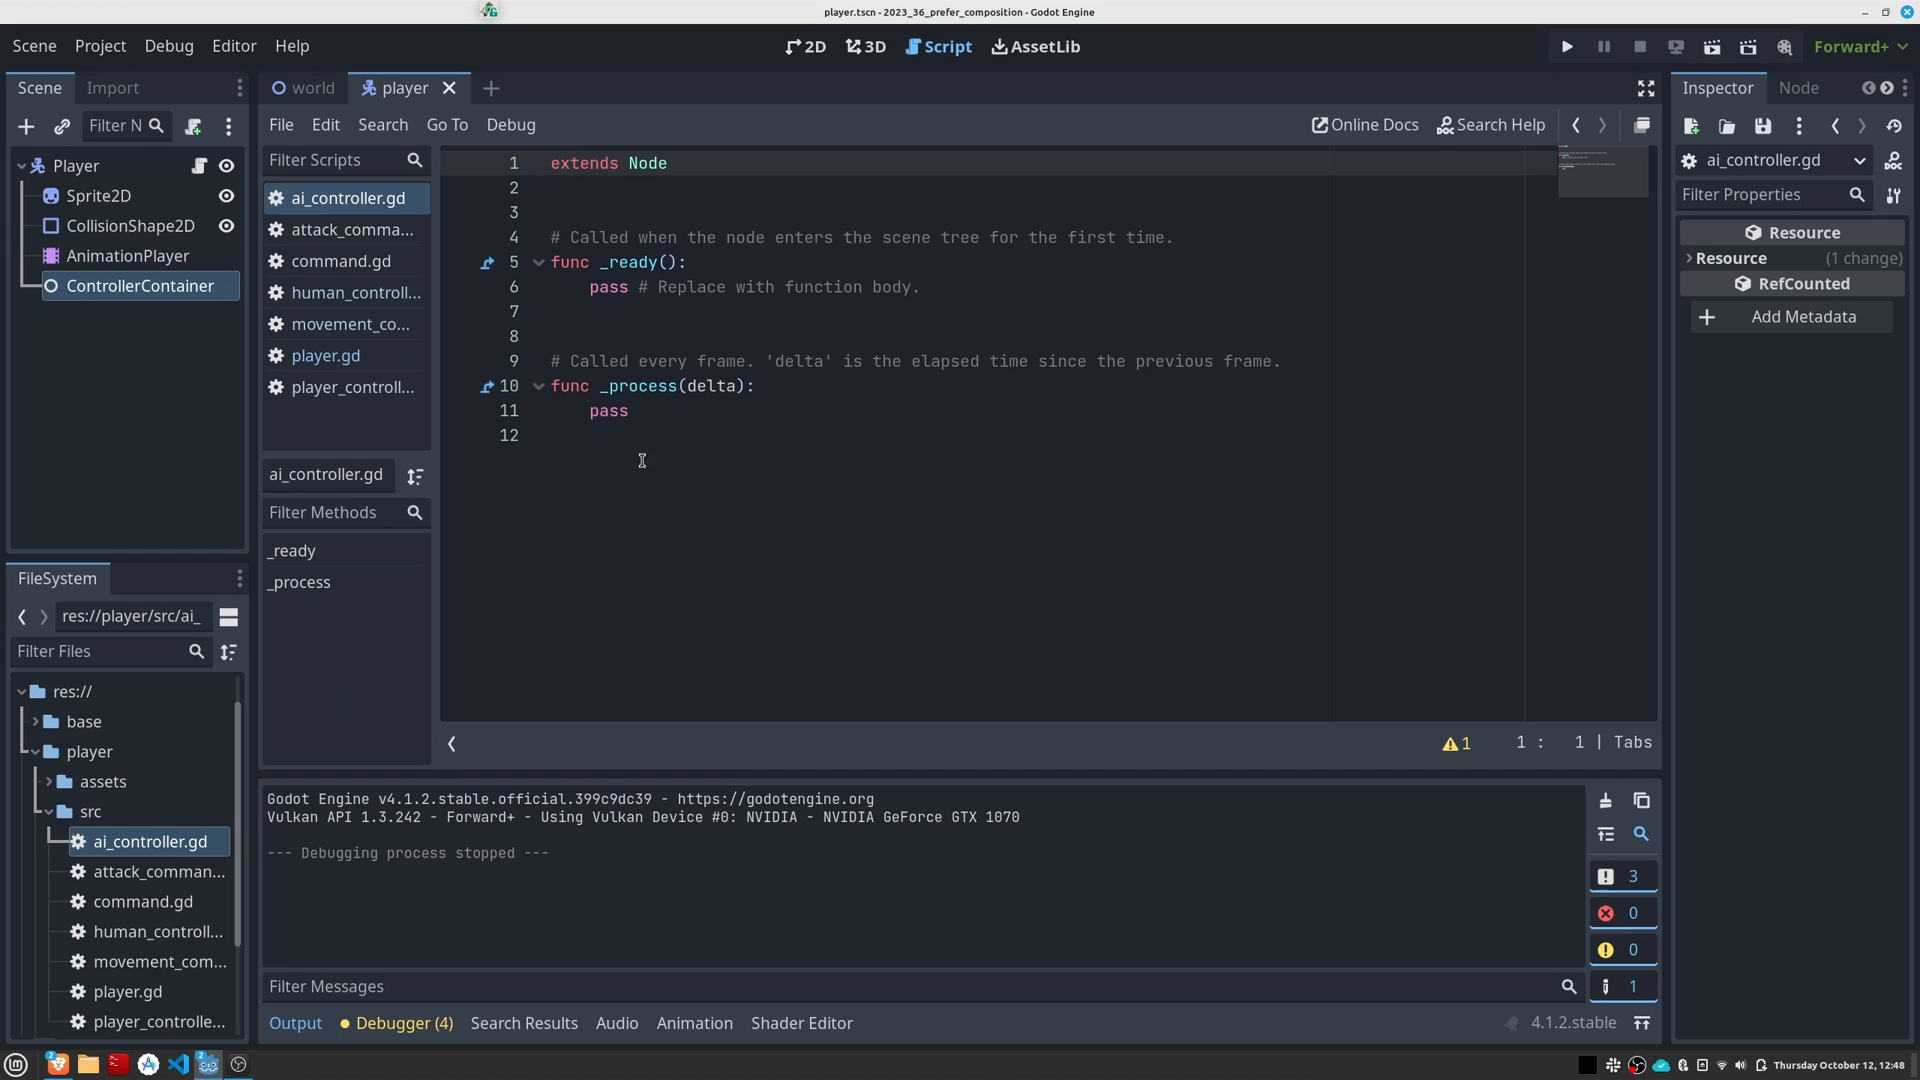 player.tscn - 2023_36_prefer_composition - Godot Engine
Scene Project Debug Editor Help
2D 3D Script AssetLib
Forward+
Scene Import
world player
Inspector Node
Filter N
File Edit Search Go To Debug
Online Docs Search Help
Player
Sprite2D
CollisionShape2D
AnimationPlayer
ControllerContainer
Filter Scripts
ai_controller.gd
attack_comma...
command.gd
human_controll...
movement_co...
player.gd
player_controll...
ai_controller.gd
Filter Methods
_ready
_process
1 extends Node
2
3
4 # Called when the node enters the scene tree for the first time.
5 func _ready():
6 pass # Replace with function body.
7
8
9 # Called every frame. 'delta' is the elapsed time since the previous frame.
10 func _process(delta):
11 pass
12
1 1 : 1 | Tabs
ai_controller.gd
Filter Properties
Resource
Resource (1 change)
RefCounted
Add Metadata
FileSystem
res://player/src/ai_
Filter Files
res://
base
player
assets
src
ai_controller.gd
attack_comman...
command.gd
human_controll...
movement_com...
player.gd
player_controlle...
Godot Engine v4.1.2.stable.official.399c9dc39 - https://godotengine.org
Vulkan API 1.3.242 - Forward+ - Using Vulkan Device #0: NVIDIA - NVIDIA GeForce GTX 1070
--- Debugging process stopped ---
3
0
0
1
Filter Messages
Output Debugger (4) Search Results Audio Animation Shader Editor
4.1.2.stable
2
2
Thursday October 12, 12:48